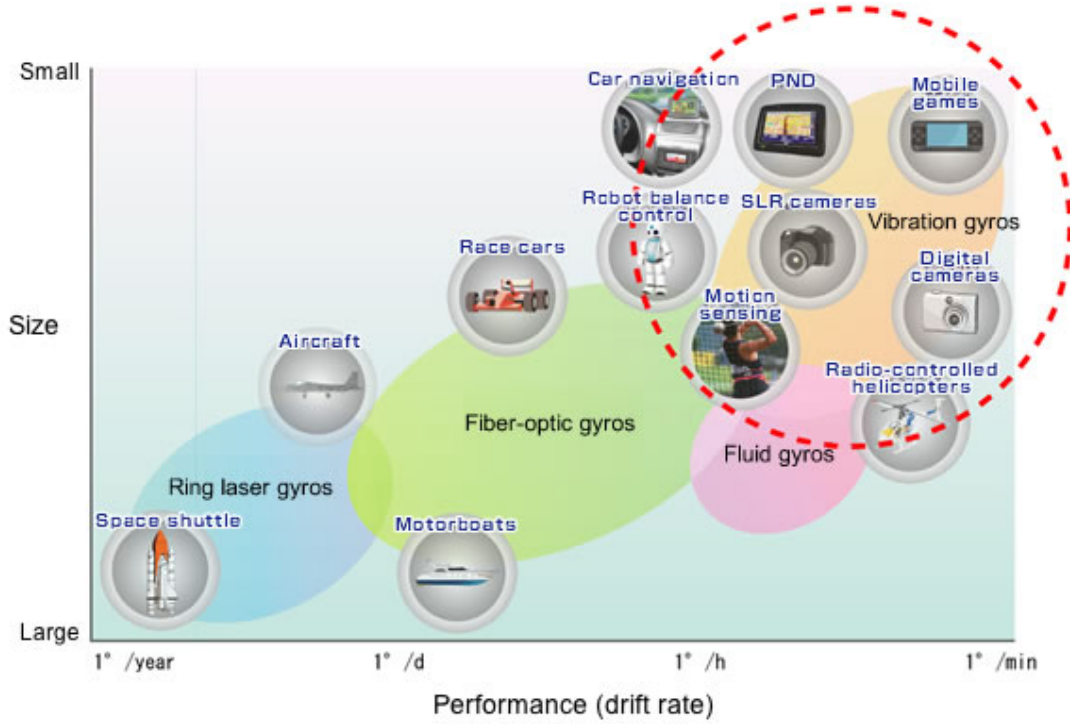 Small
Car navigation
PND
Mobile
games
Robot balance
control
SLR cameras
Vibration gyros
Race cars
Digital
cameras
Motion
sensing
Size
Aircraft
Radio-controlled
helicopters
Fiber-optic gyros
Fluid gyros
Ring laser gyros
Space shuttle
Motorboats
Large
1° /year
1° /d
1° /h
1° /min
Performance (drift rate)